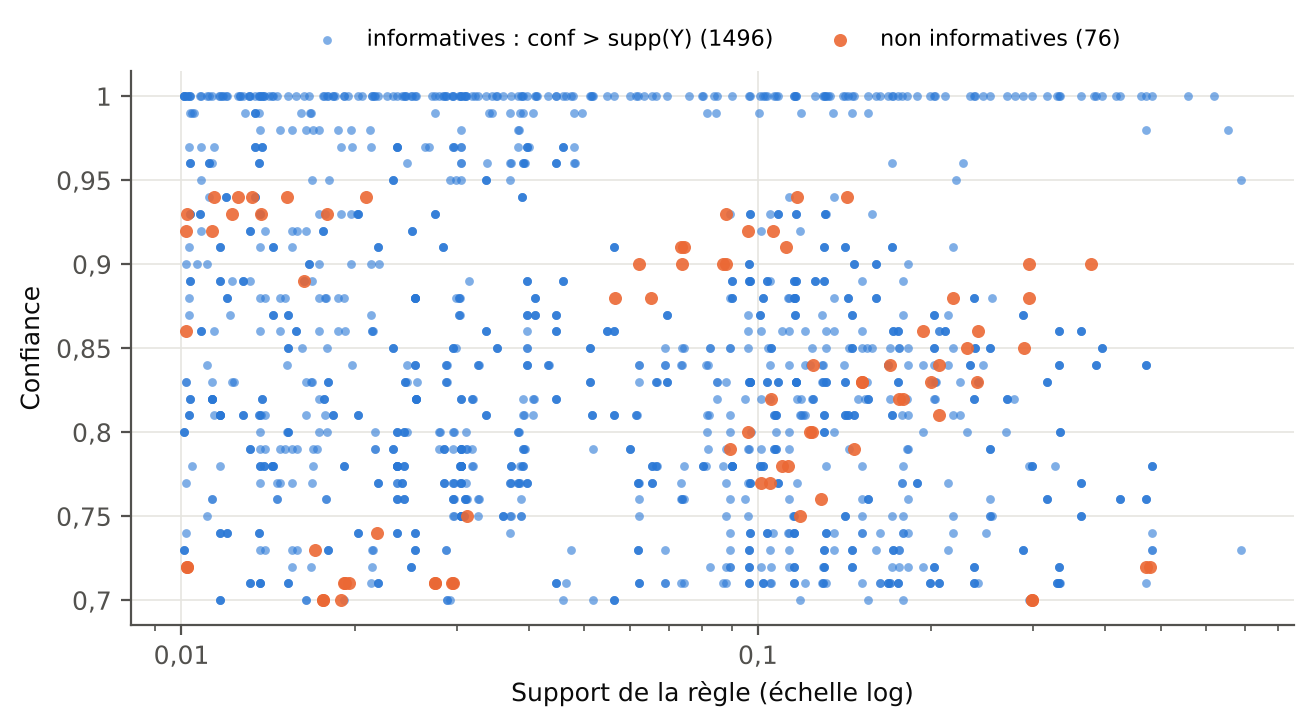 informatives : conf > supp(Y) (1496) non informatives (76)
1
0,95
0,9
0,85
0,8
0,75
0,7
Confiance
0,01 0,1
Support de la règle (échelle log)